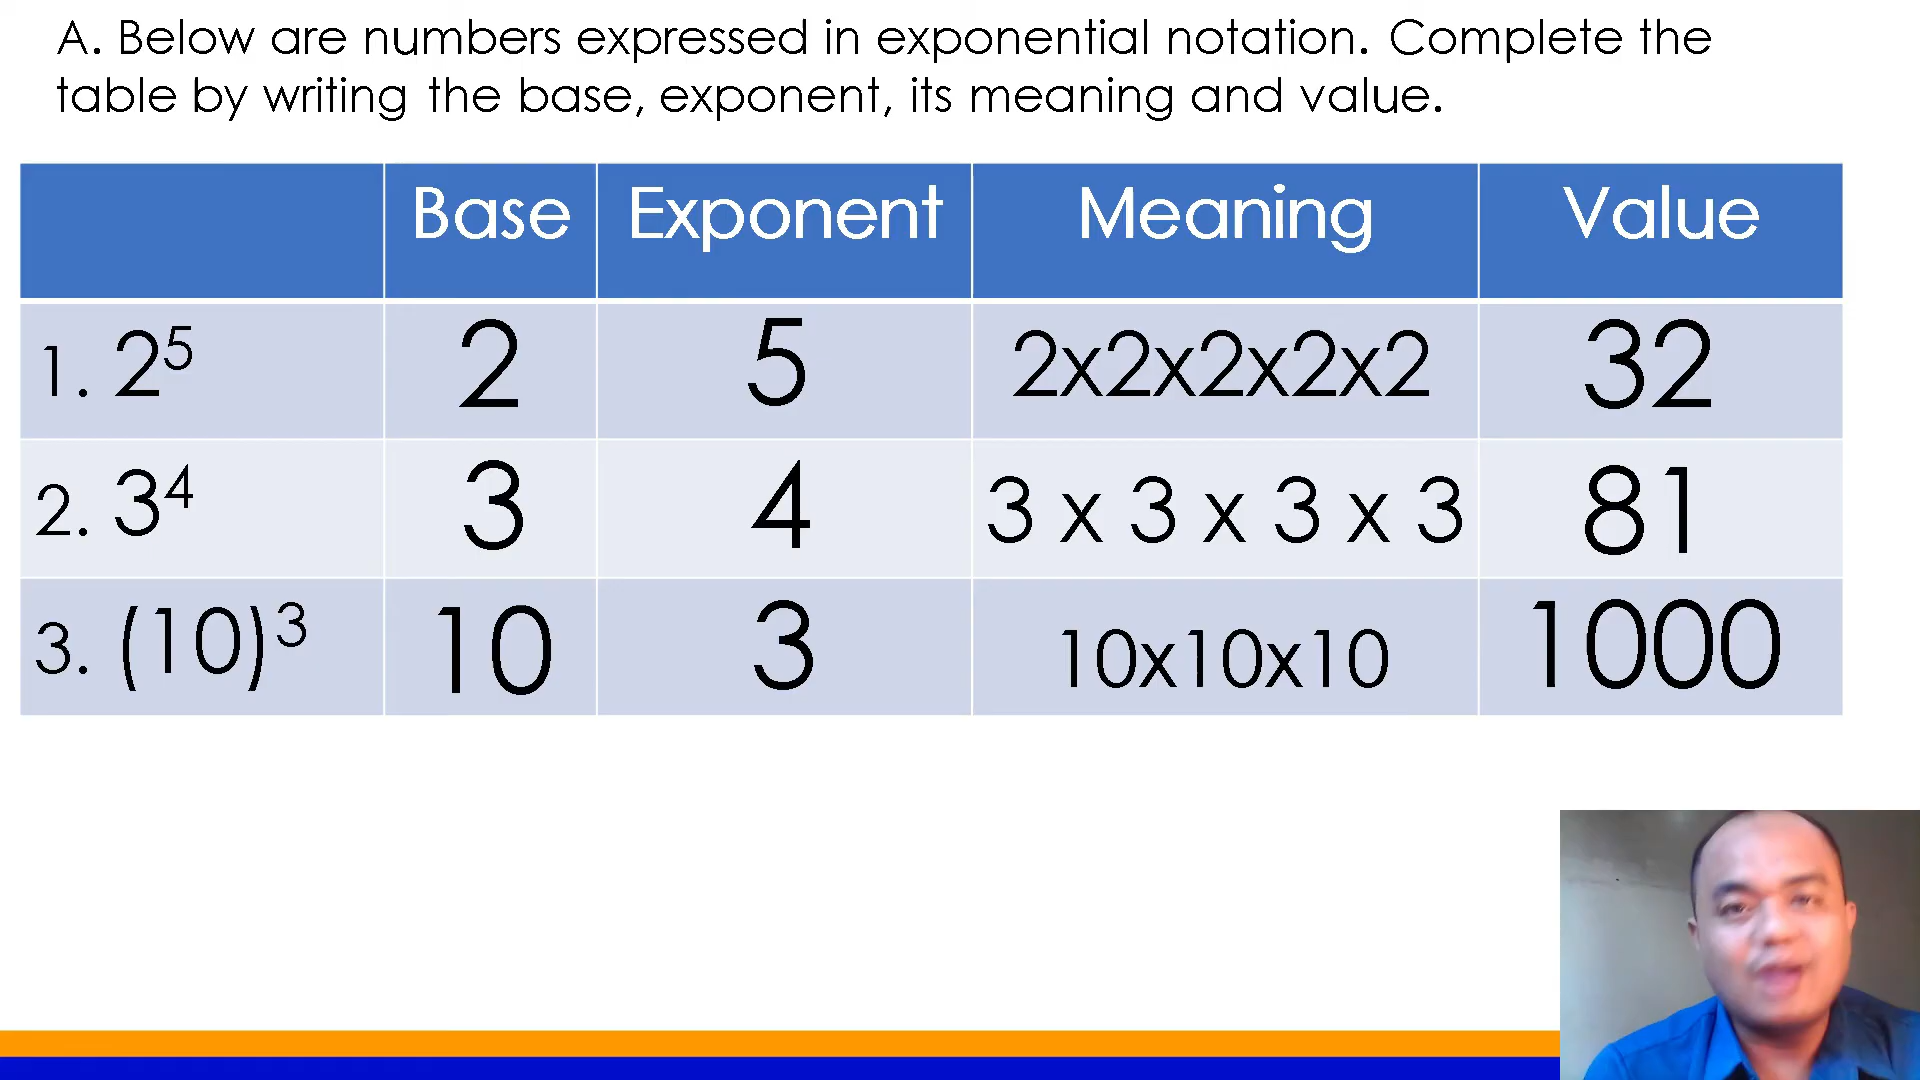 A. Below are numbers expressed in exponential notation. Complete the
table by writing the base, exponent, its meaning and value.
Base Exponent Meaning Value
1. 2⁵ 2 5 2x2x2x2x2 32
2. 3⁴ 3 4 3 x 3 x 3 x 3 81
3. (10)³ 10 3 10x10x10 1000